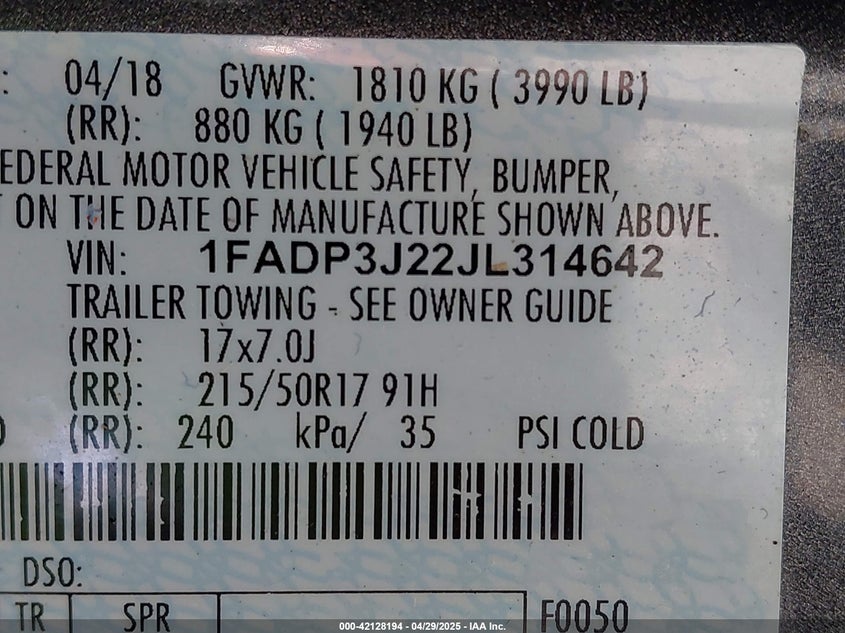 : 04/18 GVWR: 1810 KG ( 3990 LB)
(RR): 880 KG ( 1940 LB)
EDERAL MOTOR VEHICLE SAFETY, BUMPER,
T ON THE DATE OF MANUFACTURE SHOWN ABOVE.
VIN: 1FADP3J22JL314642
TRAILER TOWING - SEE OWNER GUIDE
(RR): 17x7.0J
(RR): 215/50R17 91H
(RR): 240 kPa/ 35 PSI COLD
DSO:
TR SPR F0050
000-42128194 - 04/29/2025 - IAA Inc.